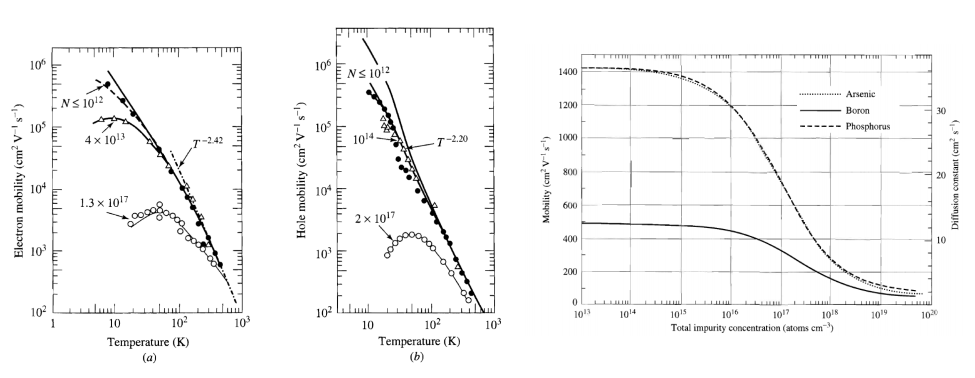 Electron mobility (cm² V⁻¹ s⁻¹)
10⁶
10⁵
10⁴
10³
10²
N ≤ 10¹²
4 × 10¹³
1.3 × 10¹⁷
T⁻²·⁴²
1
10
10²
10³
Temperature (K)
(a)
Hole mobility (cm² V⁻¹ s⁻¹)
10⁶
10⁵
10⁴
10³
10²
N ≤ 10¹²
10¹⁴
T⁻²·²⁰
2 × 10¹⁷
10
10²
10³
Temperature (K)
(b)
Mobility (cm² V⁻¹ s⁻¹)
1400
1200
1000
800
600
400
200
0
Arsenic
Boron
Phosphorus
30
20
10
Diffusion constant (cm² s⁻¹)
10¹³
10¹⁴
10¹⁵
10¹⁶
10¹⁷
10¹⁸
10¹⁹
10²⁰
Total impurity concentration (atoms cm⁻³)